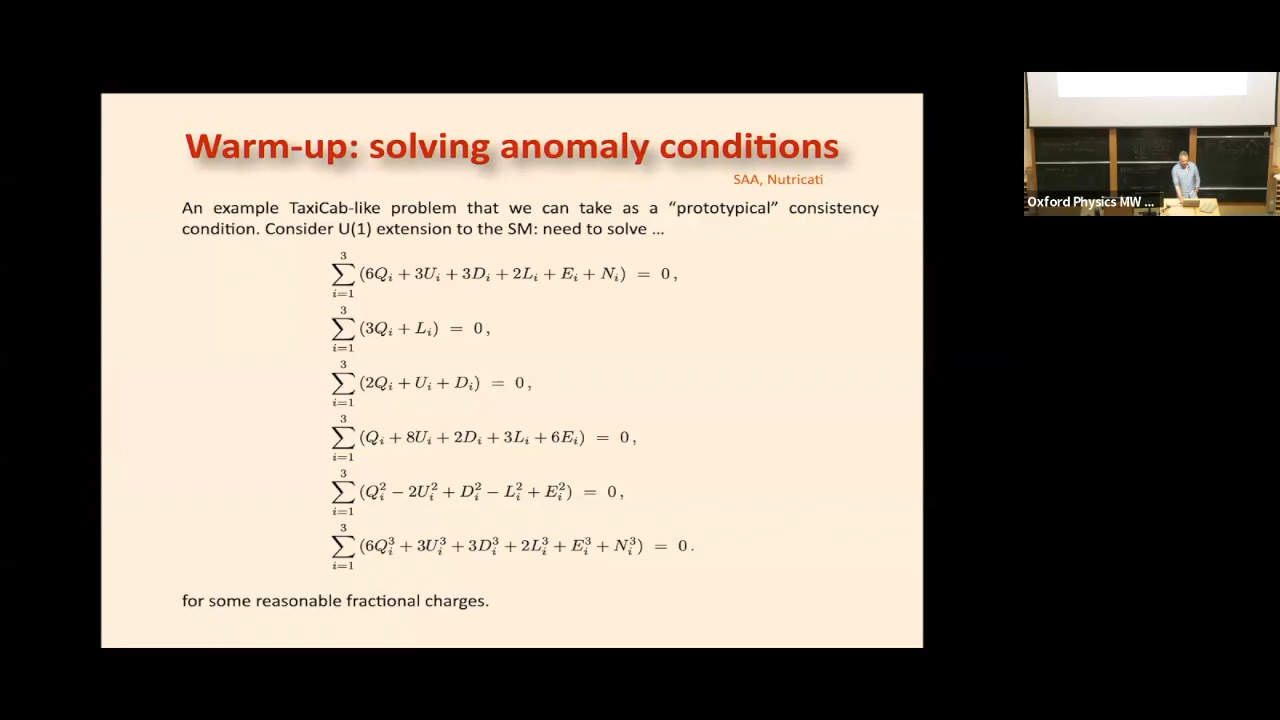 Warm-up: solving anomaly conditions
SAA, Nutricati
An example TaxiCab-like problem that we can take as a “prototypical” consistency
condition. Consider U(1) extension to the SM: need to solve ...
∑_{i=1}^{3} (6Q_i + 3U_i + 3D_i + 2L_i + E_i + N_i) = 0 ,
∑_{i=1}^{3} (3Q_i + L_i) = 0 ,
∑_{i=1}^{3} (2Q_i + U_i + D_i) = 0 ,
∑_{i=1}^{3} (Q_i + 8U_i + 2D_i + 3L_i + 6E_i) = 0 ,
∑_{i=1}^{3} (Q_i^2 − 2U_i^2 + D_i^2 − L_i^2 + E_i^2) = 0 ,
∑_{i=1}^{3} (6Q_i^3 + 3U_i^3 + 3D_i^3 + 2L_i^3 + E_i^3 + N_i^3) = 0 .
for some reasonable fractional charges.
Oxford Physics MW ...